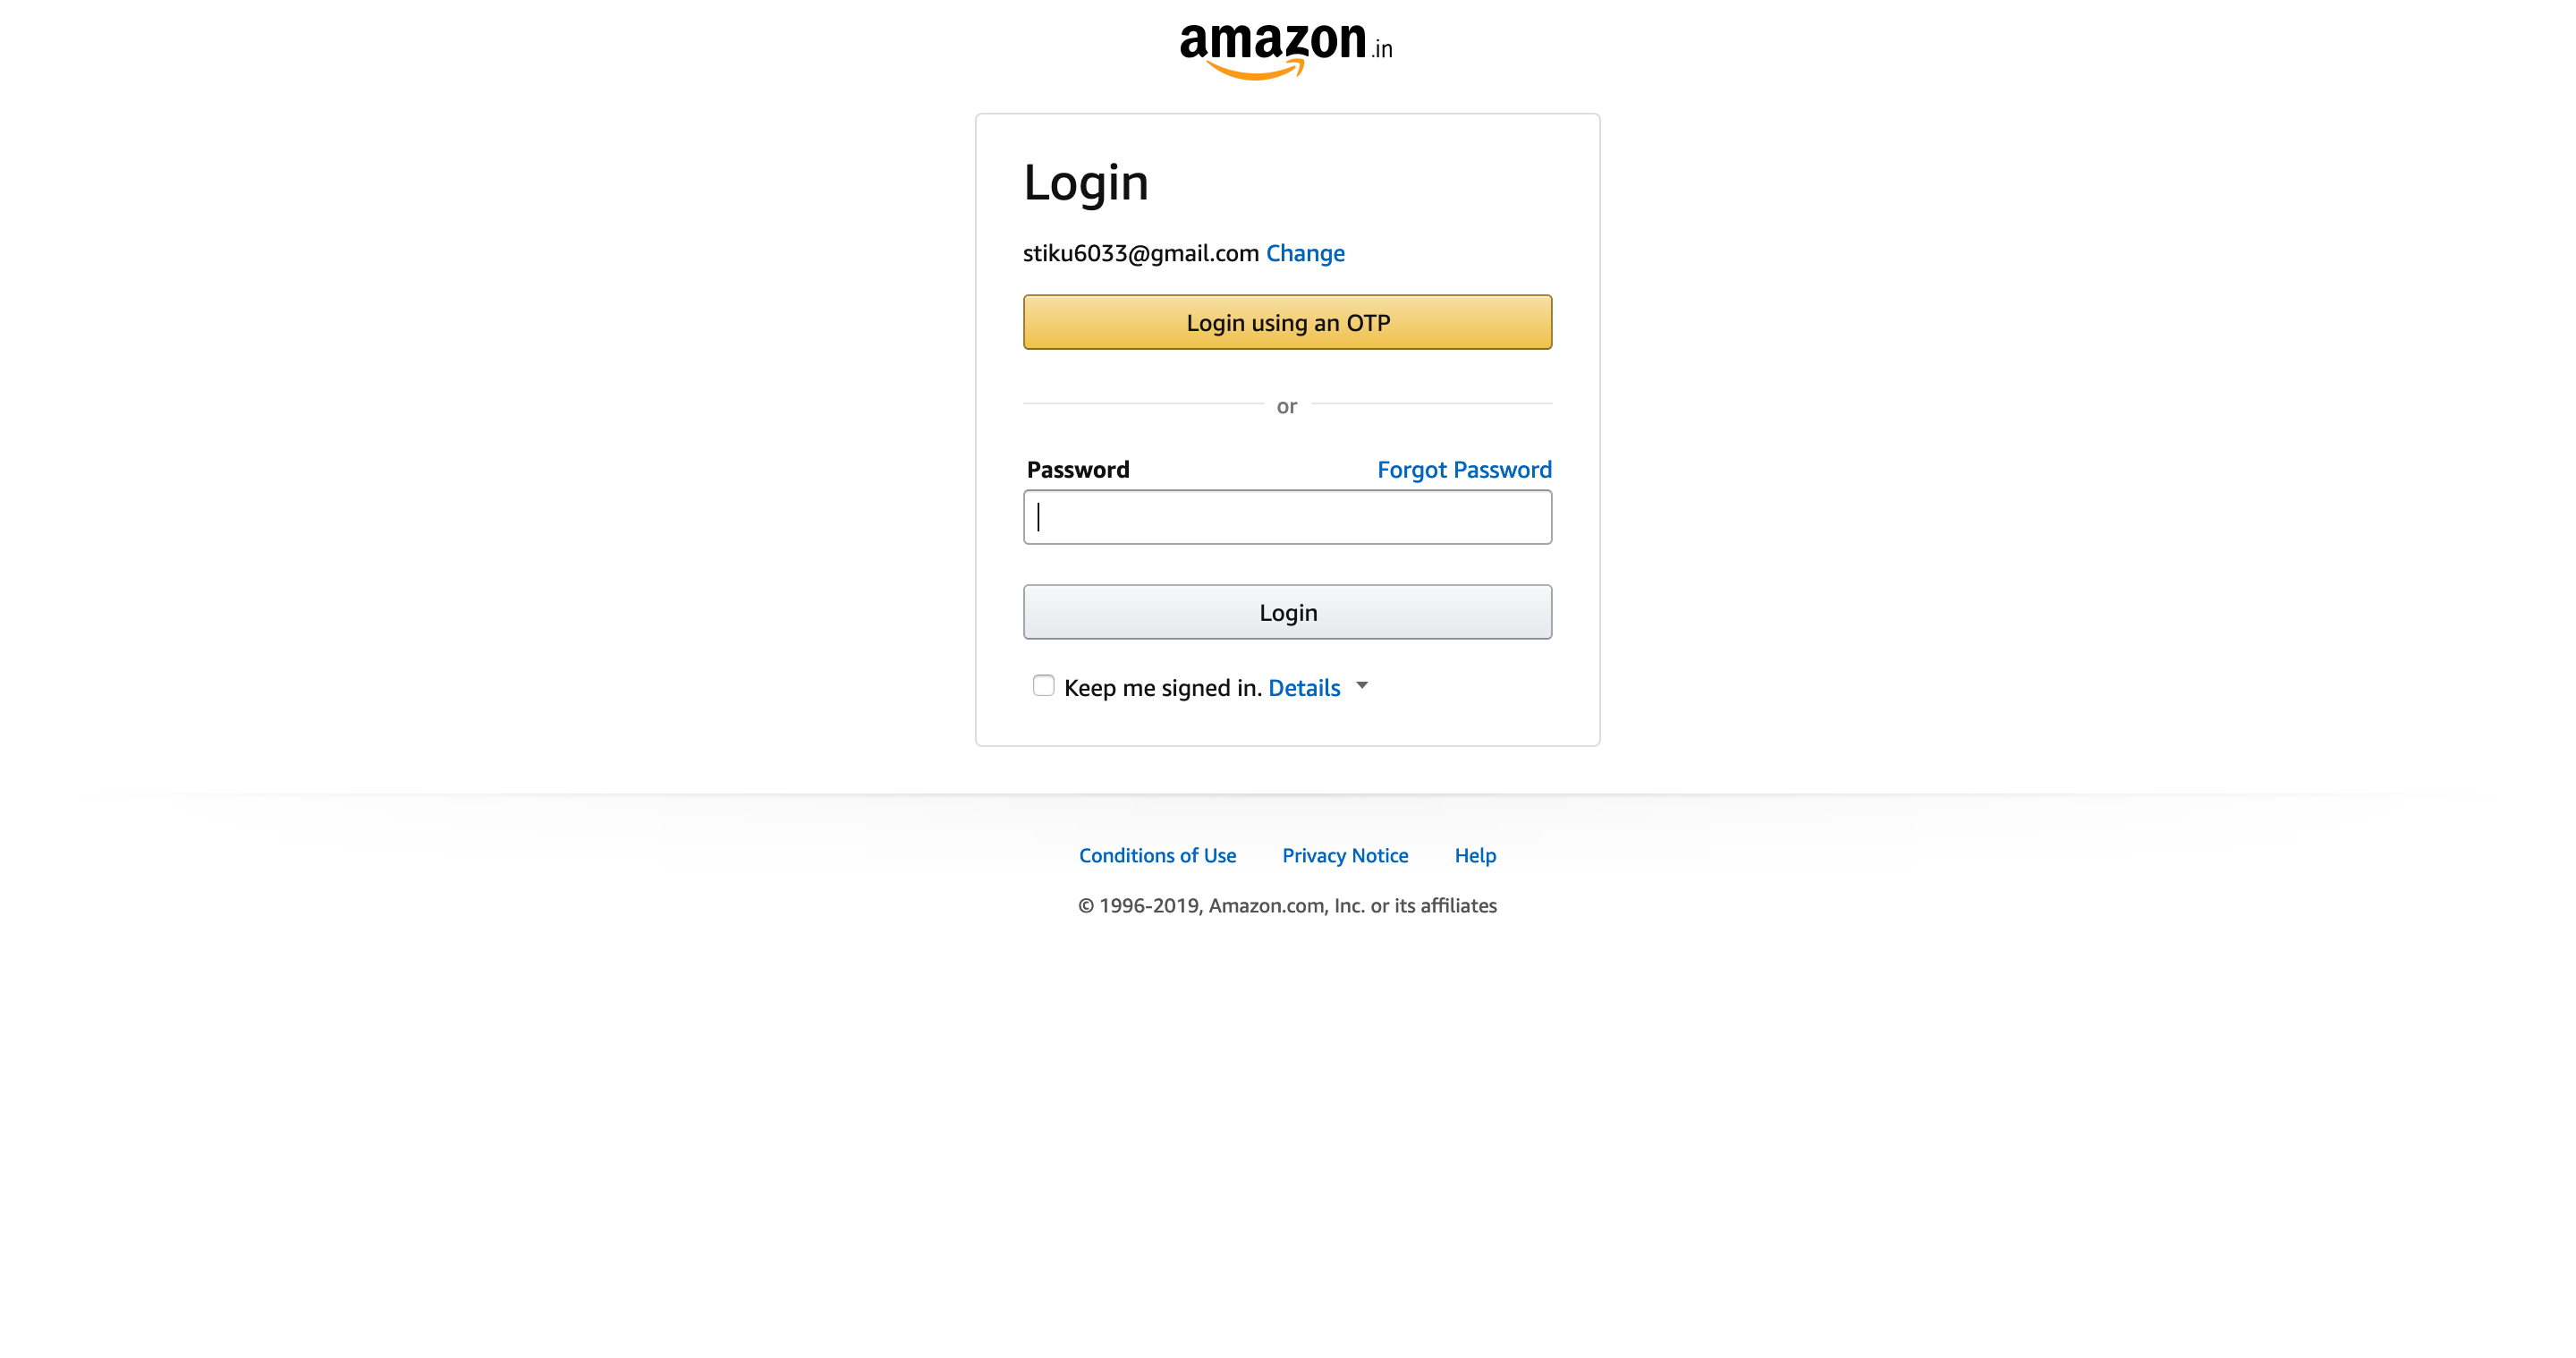 amazon.in
Login
stiku6033@gmail.com Change
Login using an OTP
or
Password Forgot Password
Login
Keep me signed in. Details
Conditions of Use Privacy Notice Help
© 1996-2019, Amazon.com, Inc. or its affiliates